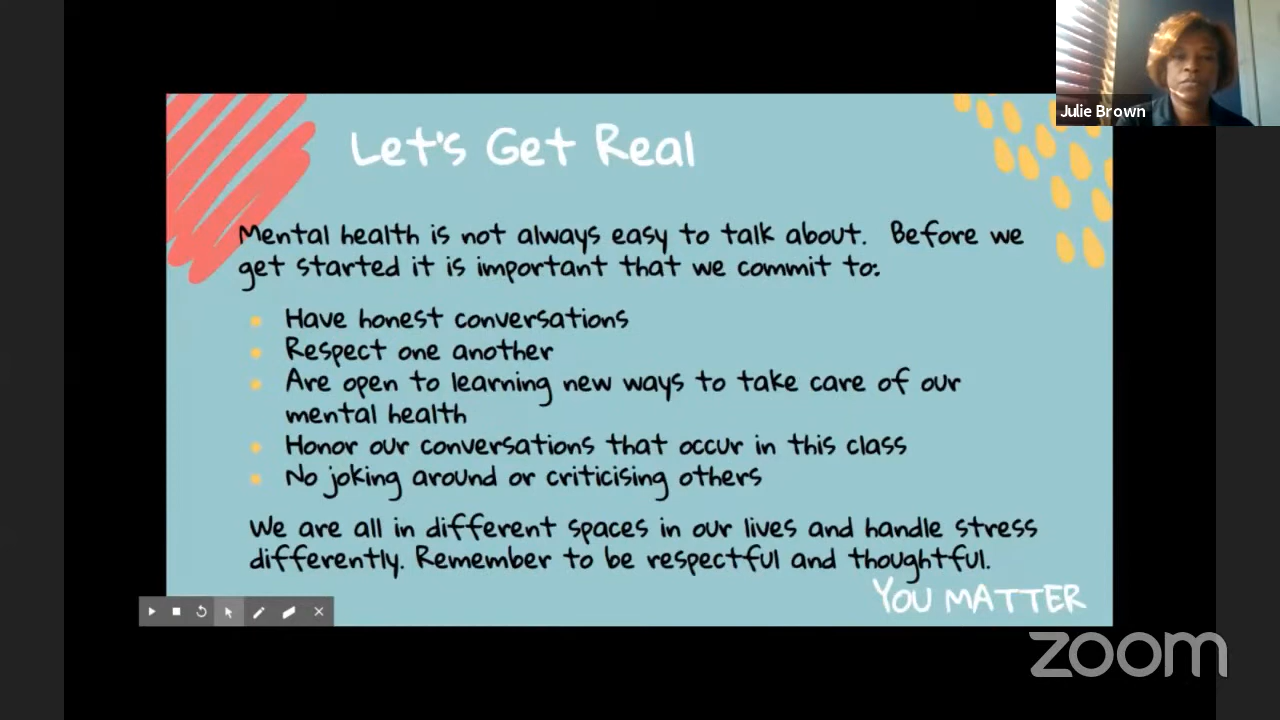 Julie Brown
Let's Get Real
Mental health is not always easy to talk about. Before we
get started it is important that we commit to:
Have honest conversations
Respect one another
Are open to learning new ways to take care of our
mental health
Honor our conversations that occur in this class
No joking around or criticising others
We are all in different spaces in our lives and handle stress
differently. Remember to be respectful and thoughtful.
YOU MATTER
zoom